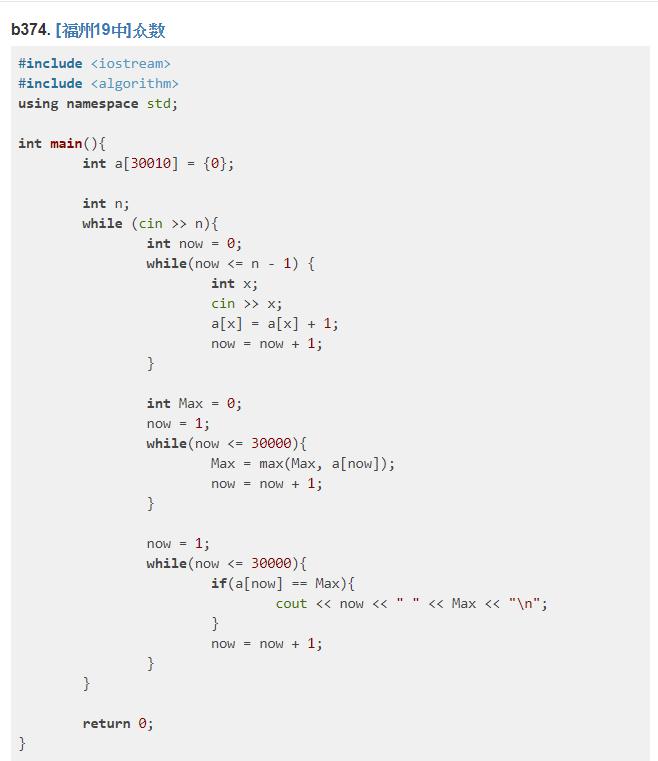 b374. [福州19中]众数
#include <iostream>
#include <algorithm>
using namespace std;
int main(){
int a[30010] = {0};
int n;
while (cin >> n){
int now = 0;
while(now <= n - 1) {
int x;
cin >> x;
a[x] = a[x] + 1;
now = now + 1;
}
int Max = 0;
now = 1;
while(now <= 30000){
Max = max(Max, a[now]);
now = now + 1;
}
now = 1;
while(now <= 30000){
if(a[now] == Max){
cout << now << " " << Max << "\n";
}
now = now + 1;
}
}
return 0;
}